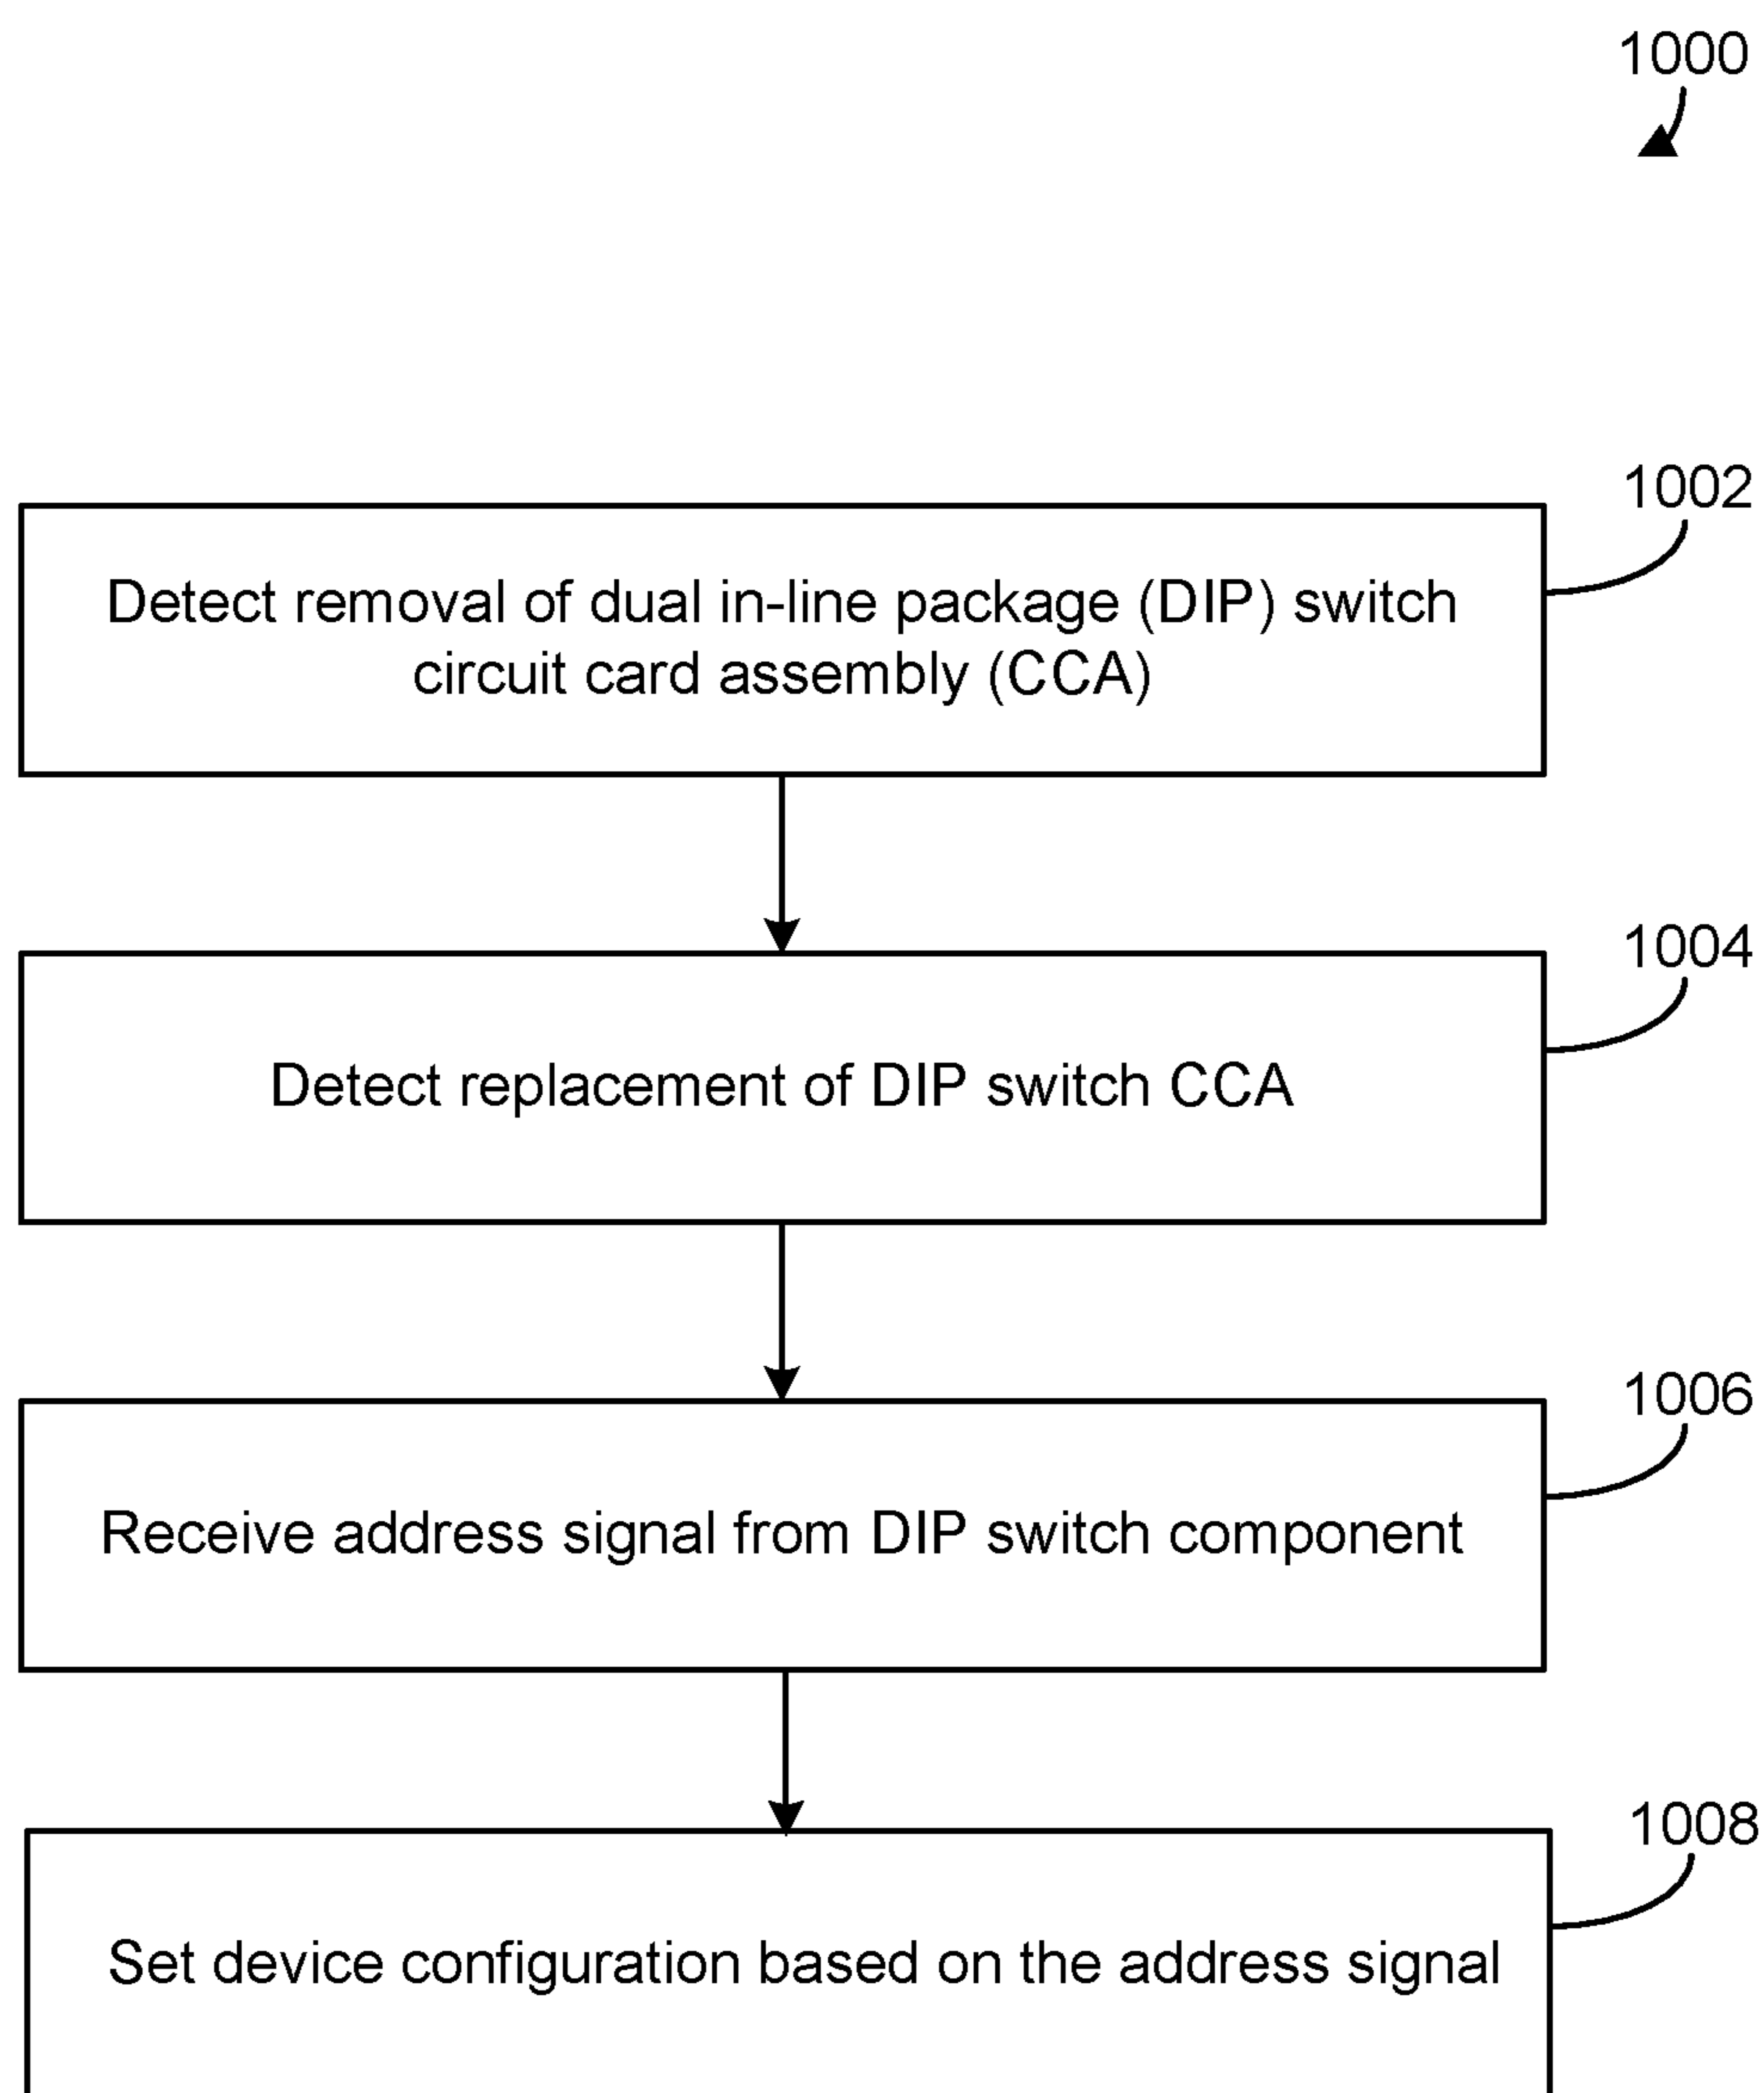 1000
1002
Detect removal of dual in-line package (DIP) switch
circuit card assembly (CCA)
1004
Detect replacement of DIP switch CCA
1006
Receive address signal from DIP switch component
1008
Set device configuration based on the address signal